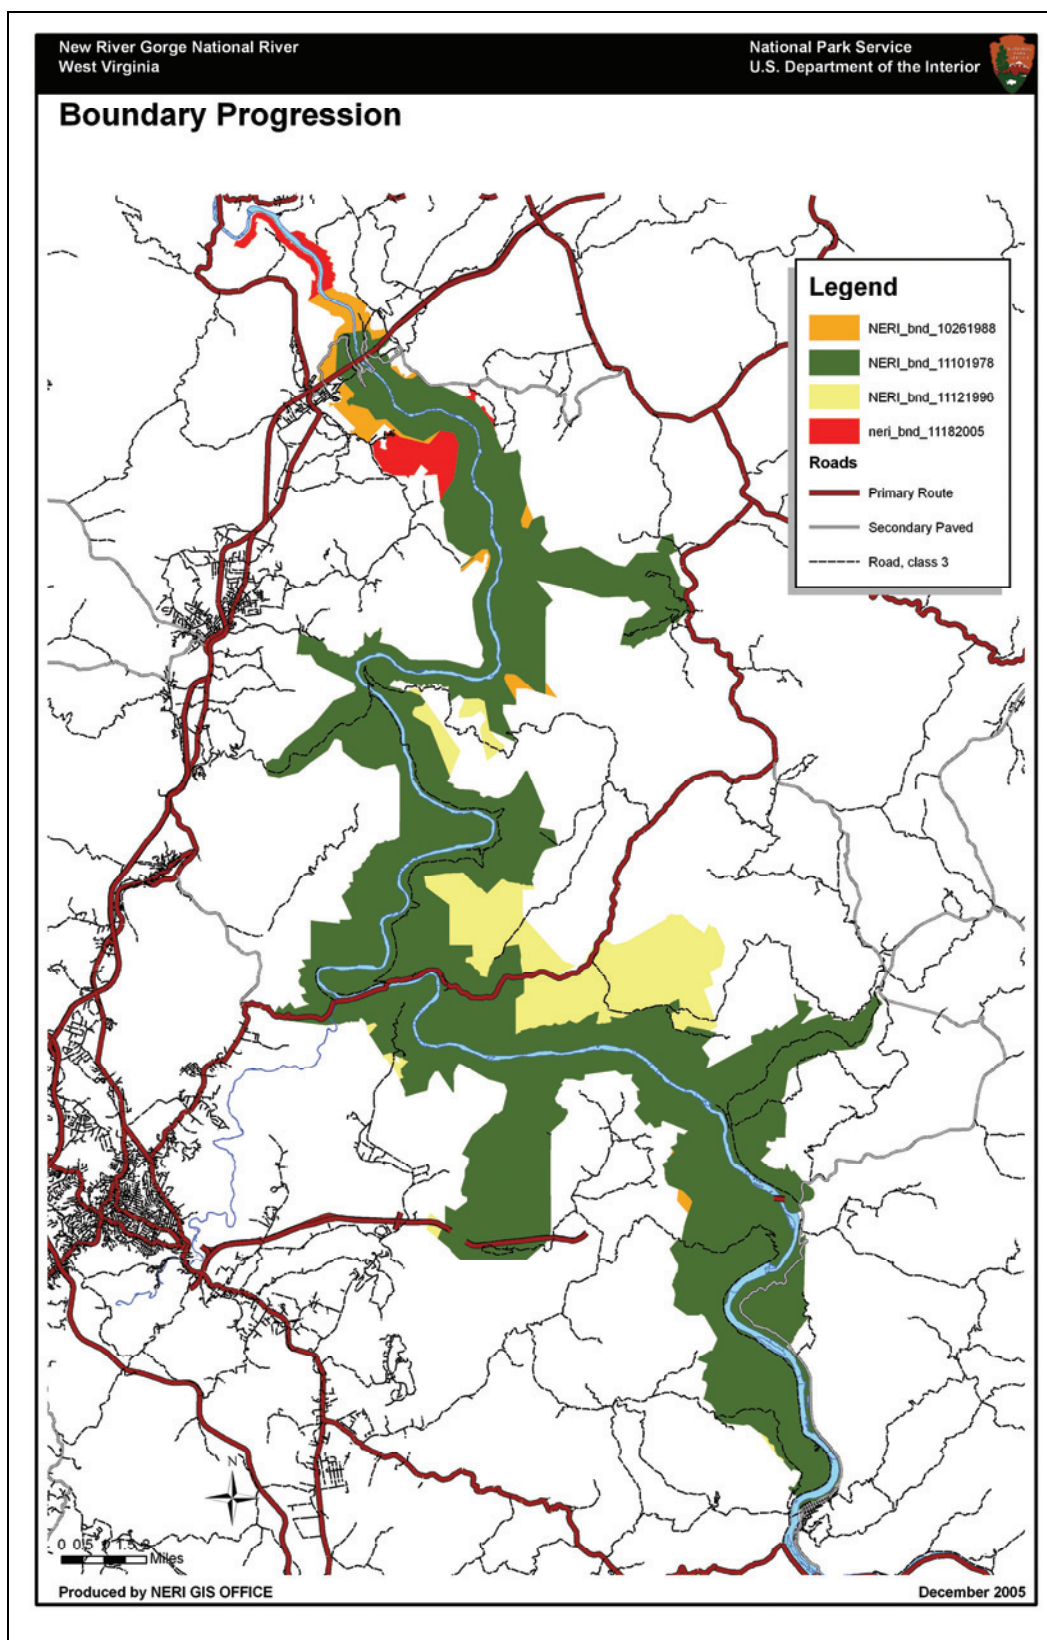 New River Gorge National River
West Virginia
National Park Service
U.S. Department of the Interior
Boundary Progression
Legend
NERI_bnd_10261988
NERI_bnd_11101978
NERI_bnd_11121996
neri_bnd_11182005
Roads
Primary Route
Secondary Paved
Road, class 3
N
Miles
Produced by NERI GIS OFFICE
December 2005